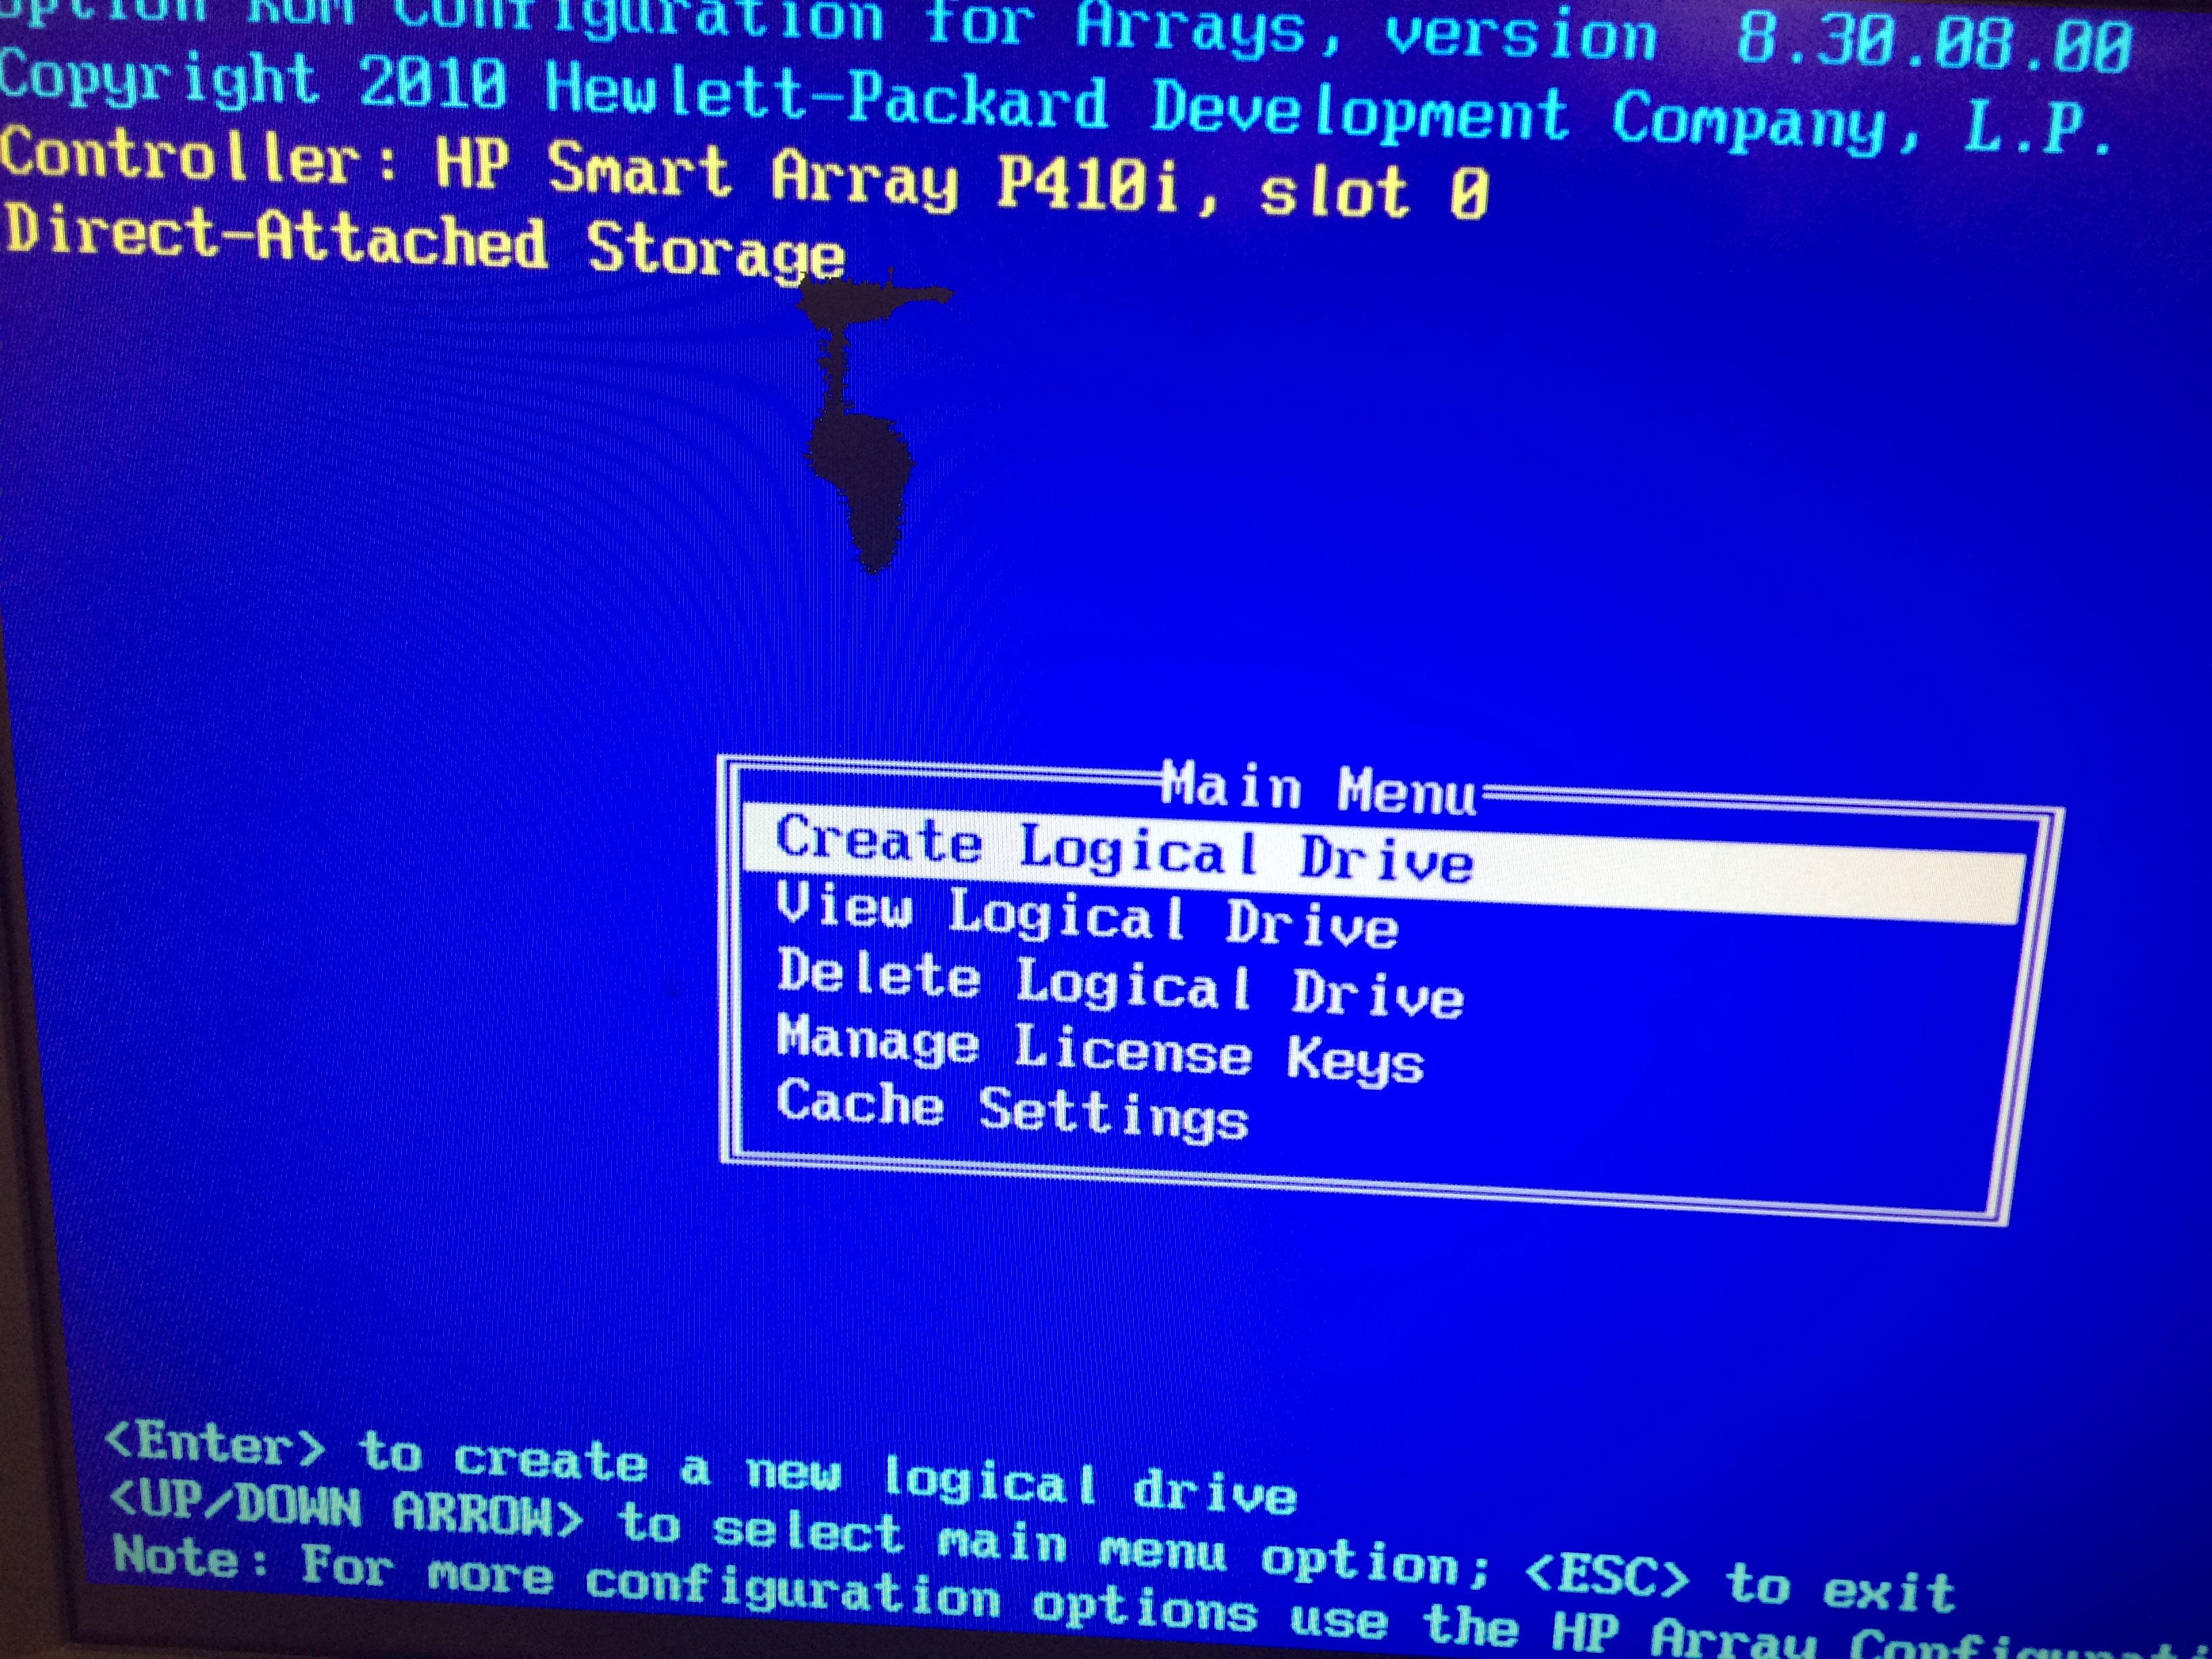 Option ROM Configuration for Arrays, version  8.30.08.00
Copyright 2010 Hewlett-Packard Development Company, L.P.
Controller: HP Smart Array P410i, slot 0
Direct-Attached Storage
Main Menu
Create Logical Drive
View Logical Drive
Delete Logical Drive
Manage License Keys
Cache Settings
<Enter> to create a new logical drive
<UP/DOWN ARROW> to select main menu option; <ESC> to exit
Note: For more configuration options use the HP Array